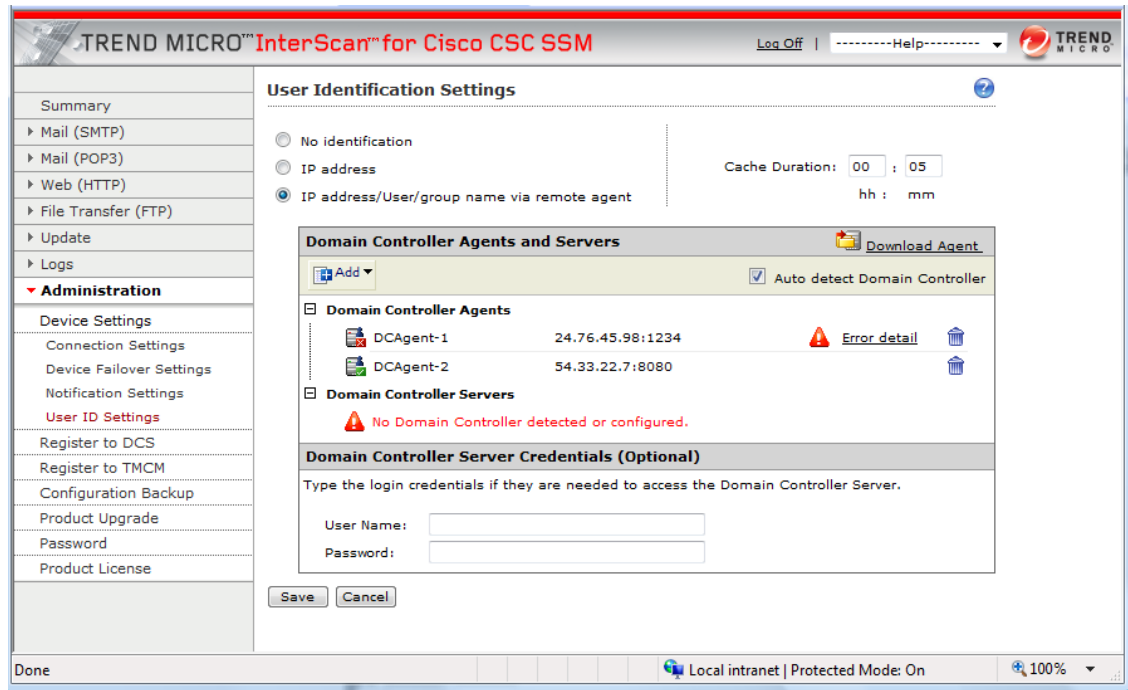 TREND MICRO™ InterScan™ for Cisco CSC SSM
Log Off | ---------Help---------
TREND MICRO
Summary
Mail (SMTP)
Mail (POP3)
Web (HTTP)
File Transfer (FTP)
Update
Logs
Administration
Device Settings
Connection Settings
Device Failover Settings
Notification Settings
User ID Settings
Register to DCS
Register to TMCM
Configuration Backup
Product Upgrade
Password
Product License
User Identification Settings
?
No identification
IP address
IP address/User/group name via remote agent
Cache Duration: 00 : 05
hh : mm
Domain Controller Agents and Servers
Download Agent
Add
Auto detect Domain Controller
Domain Controller Agents
DCAgent-1 24.76.45.98:1234 Error detail
DCAgent-2 54.33.22.7:8080
Domain Controller Servers
No Domain Controller detected or configured.
Domain Controller Server Credentials (Optional)
Type the login credentials if they are needed to access the Domain Controller Server.
User Name:
Password:
Save Cancel
Done
Local intranet | Protected Mode: On
100%